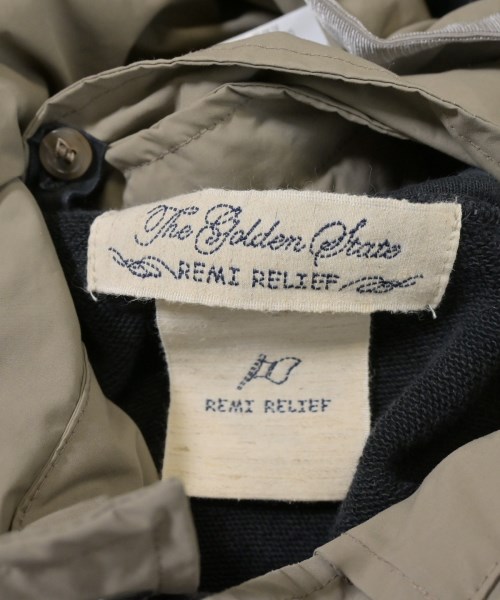 The Golden State
REMI RELIEF
REMI RELIEF